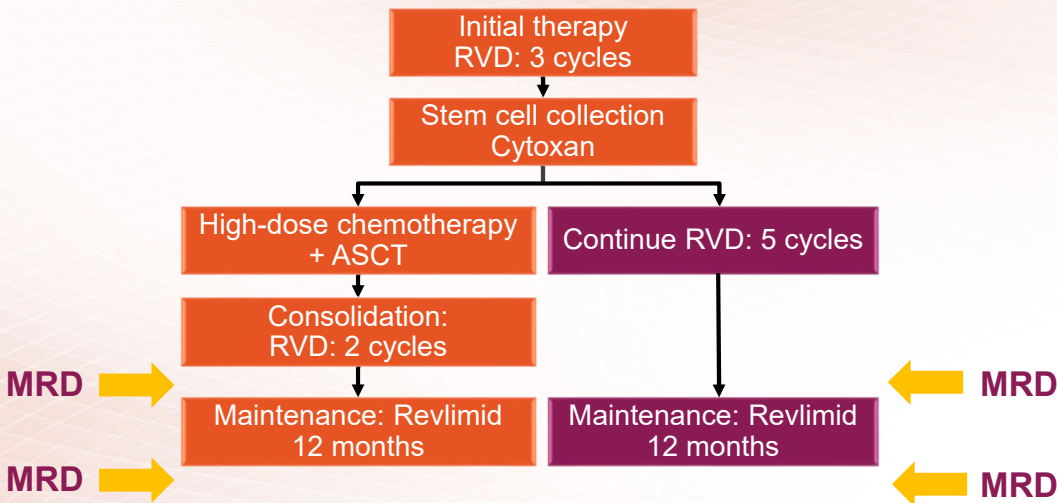 Initial therapy
RVD: 3 cycles
Stem cell collection
Cytoxan
High-dose chemotherapy
+ ASCT
Continue RVD: 5 cycles
Consolidation:
RVD: 2 cycles
MRD
MRD
Maintenance: Revlimid
12 months
Maintenance: Revlimid
12 months
MRD
MRD